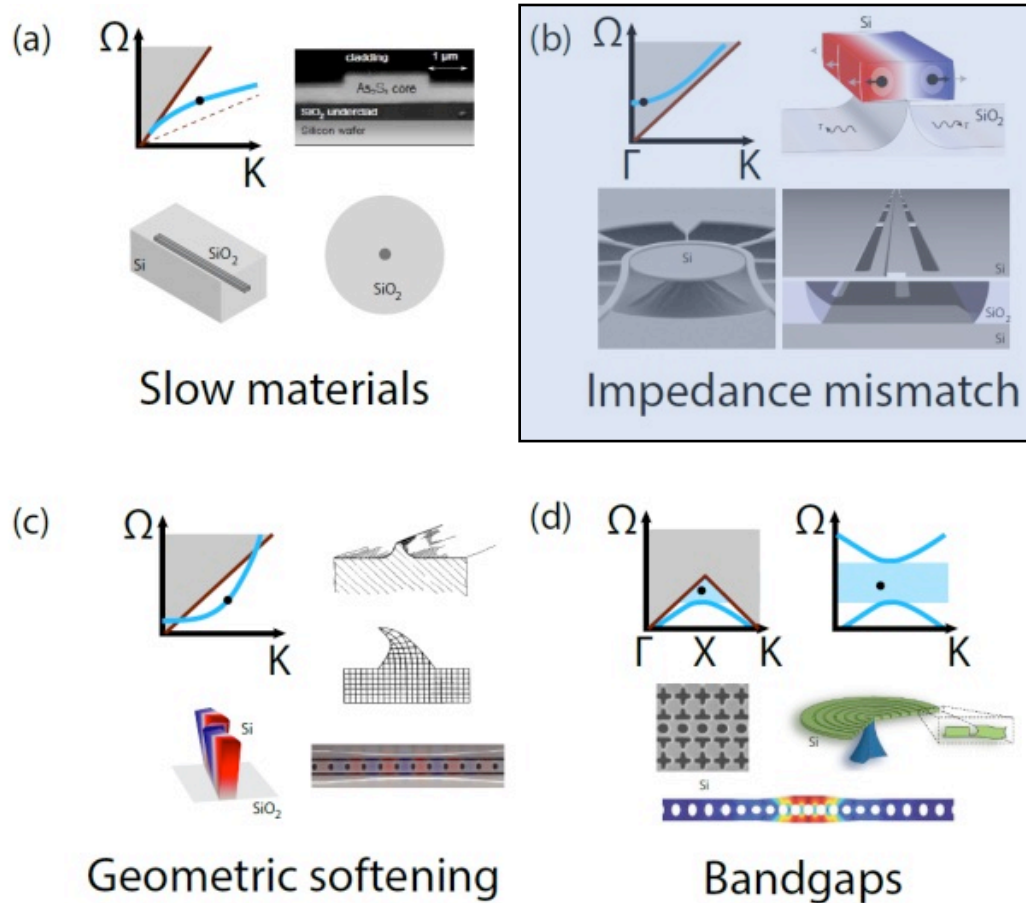 (a)
Ω
K
cladding
1 µm
As₂S₃ core
SiO₂ underclad
Silicon wafer
Si
SiO₂
SiO₂
Slow materials
(b)
Ω
Γ
K
Si
SiO₂
τ
τ
Si
Si
SiO₂
Si
Impedance mismatch
(c)
Ω
K
Si
SiO₂
Geometric softening
(d)
Ω
Γ
X
K
Ω
K
Si
Si
Bandgaps